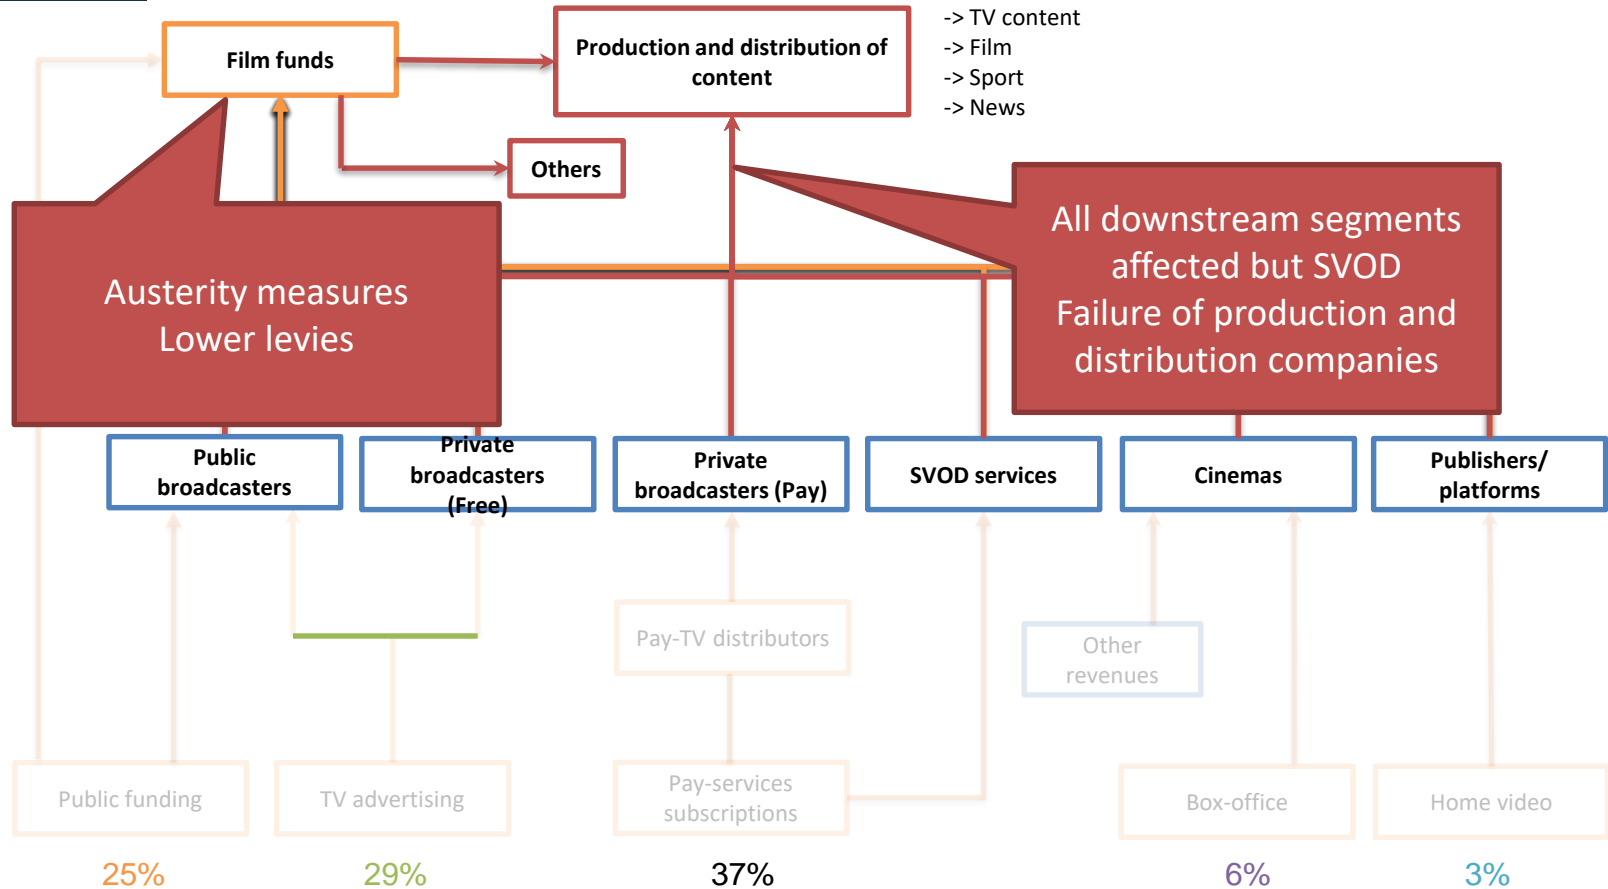 Film funds
Production and distribution of
content
-> TV content
-> Film
-> Sport
-> News
Others
Austerity measures
Lower levies
All downstream segments
affected but SVOD
Failure of production and
distribution companies
Public
broadcasters
Private
broadcasters
(Free)
Private
broadcasters (Pay)
SVOD services
Cinemas
Publishers/
platforms
Pay-TV distributors
Other
revenues
Public funding
TV advertising
Pay-services
subscriptions
Box-office
Home video
25%
29%
37%
6%
3%